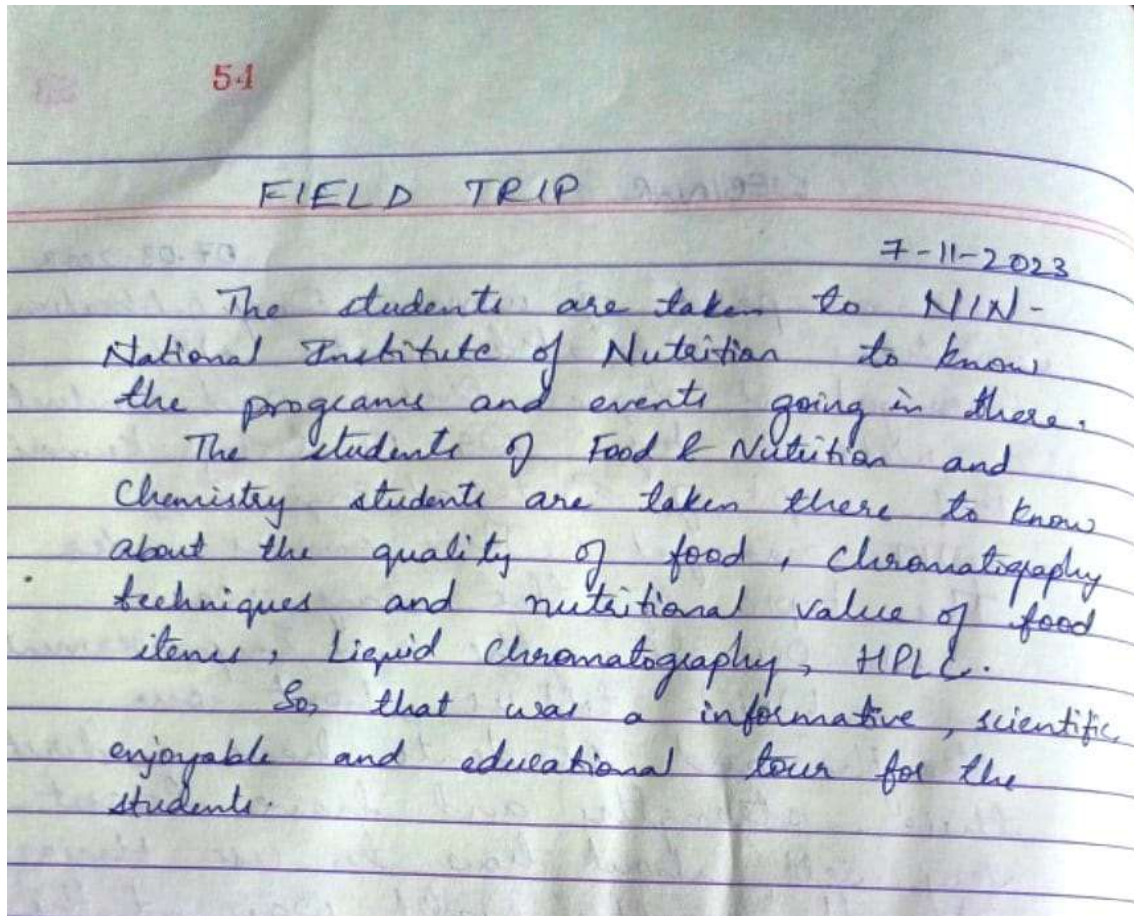 54
FIELD TRIP
7-11-2023
The students are taken to NIN-
National Institute of Nutrition to know
the programs and events going in there.
The students of Food & Nutrition and
Chemistry students are taken there to know
about the quality of food, Chromatography
techniques and nutritional value of food
items, Liquid Chromatography, HPLC.
So, that was a informative, scientific,
enjoyable and educational tour for the
students.